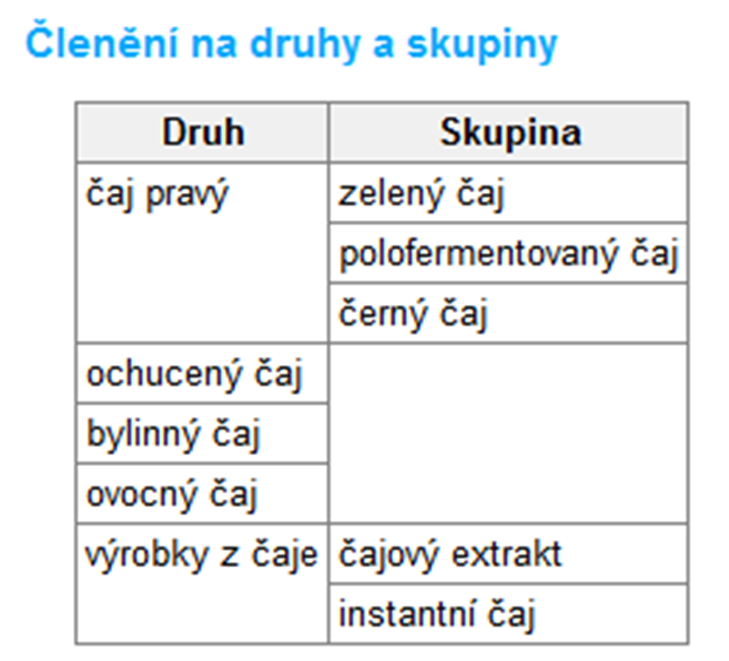 Členění na druhy a skupiny
Druh Skupina
čaj pravý zelený čaj
polofermentovaný čaj
černý čaj
ochucený čaj
bylinný čaj
ovocný čaj
výrobky z čaje čajový extrakt
instantní čaj